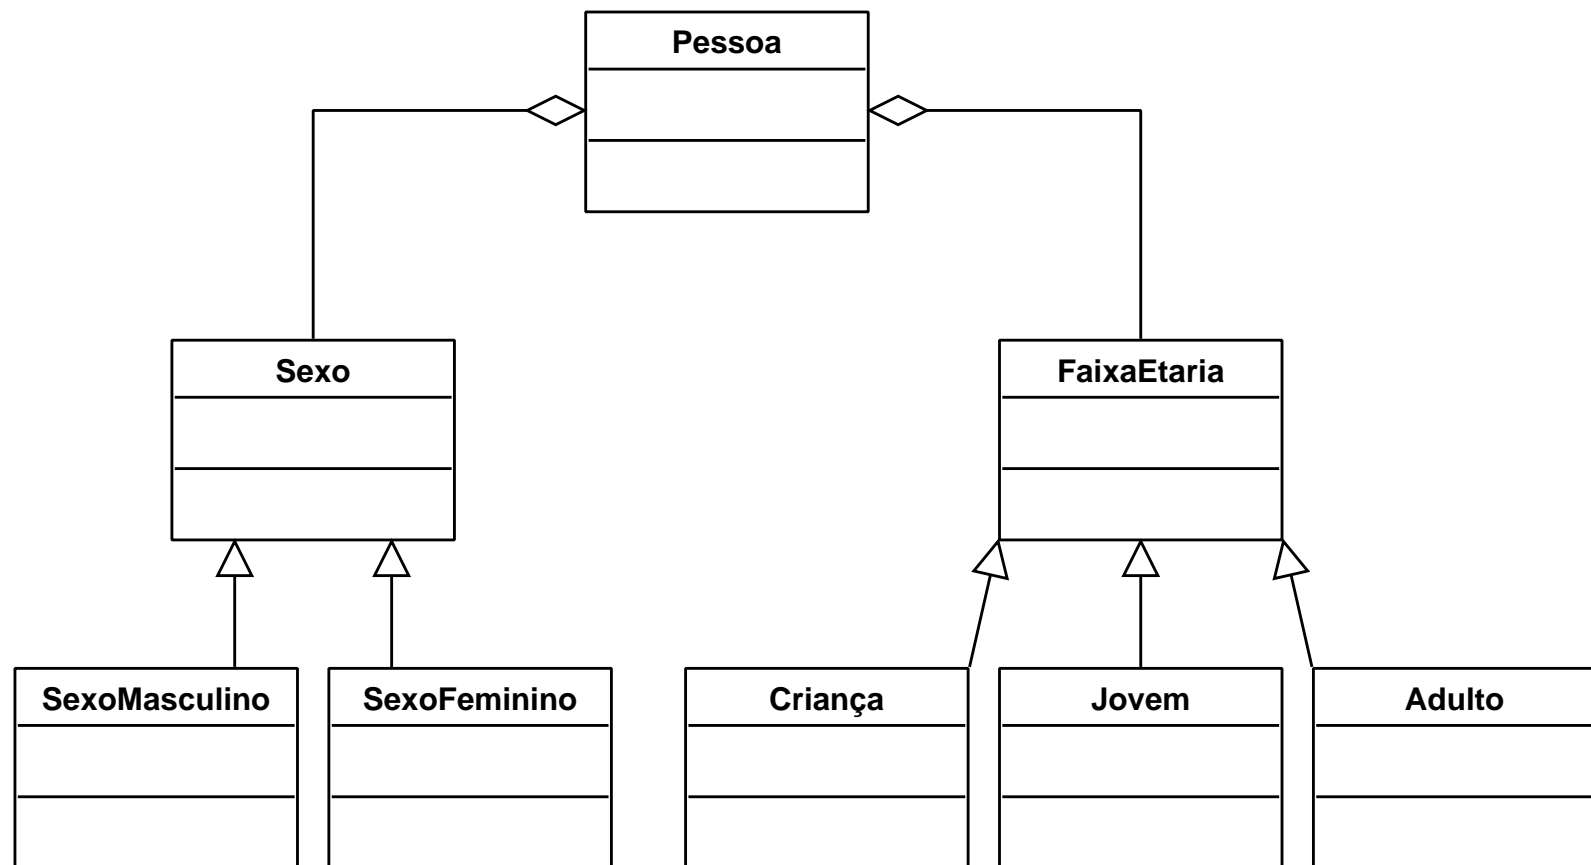 Pessoa
Sexo
FaixaEtaria
SexoMasculino
SexoFeminino
Criança
Jovem
Adulto